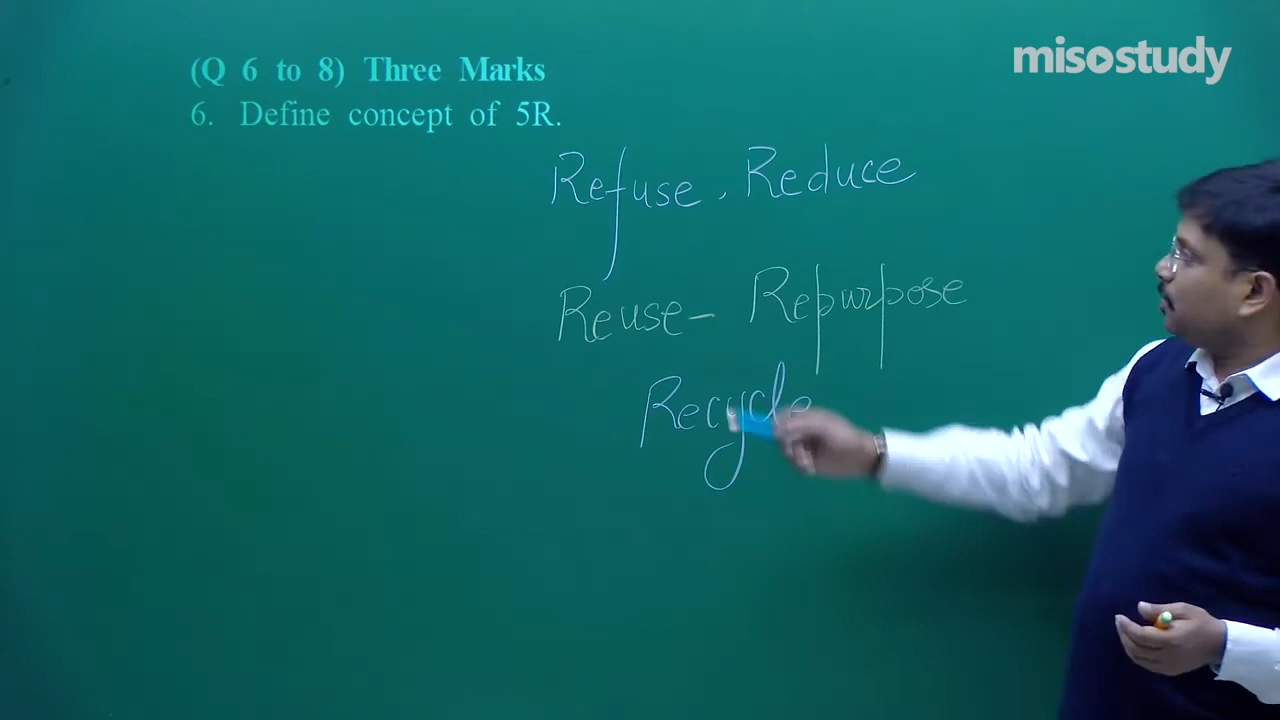 misostudy
(Q 6 to 8) Three Marks
6. Define concept of 5R.
Refuse, Reduce
Reuse - Repurpose
Recycle